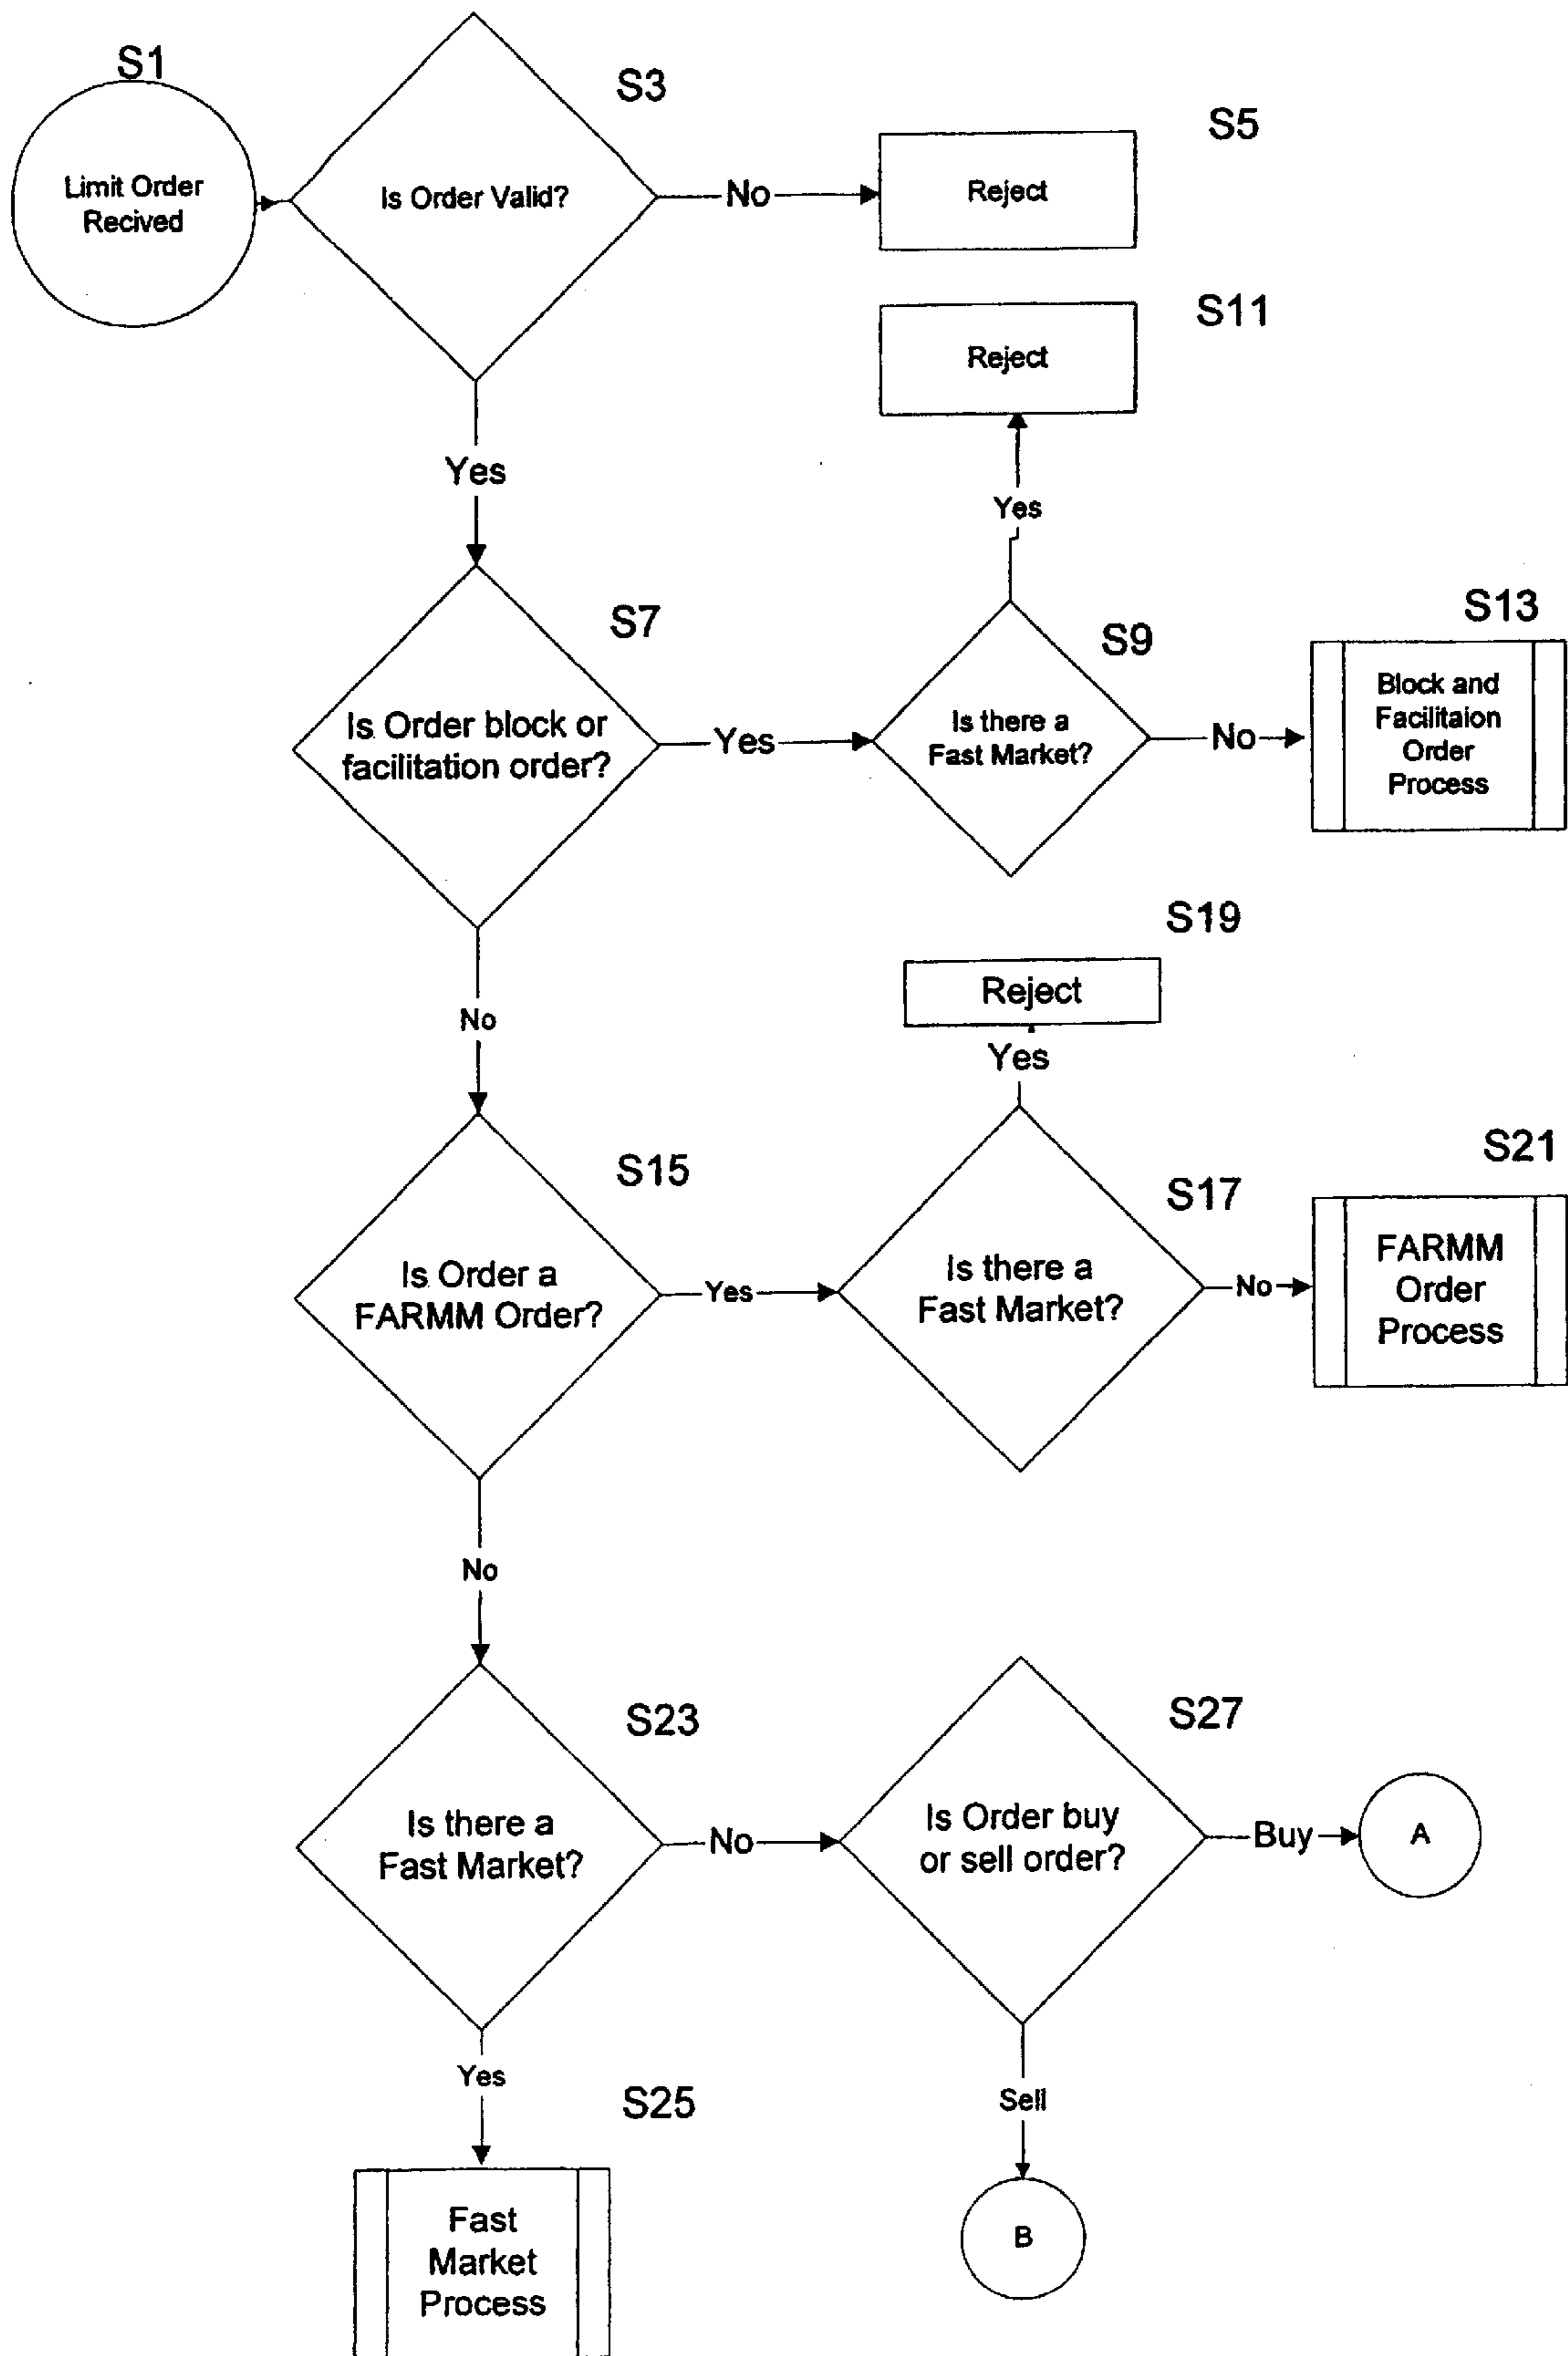 S1
S3
S5
Limit Order
Recived
Is Order Valid?
No
Reject
S11
Reject
Yes
Yes
S7
S9
S13
Is Order block or
facilitation order?
Yes
Is there a
Fast Market?
No
Block and
Facilitaion
Order
Process
S19
Reject
No
Yes
S15
S17
S21
Is Order a
FARMM Order?
Yes
Is there a
Fast Market?
No
FARMM
Order
Process
No
S23
S27
Is there a
Fast Market?
No
Is Order buy
or sell order?
Buy
A
Yes
S25
Sell
Fast
Market
Process
B